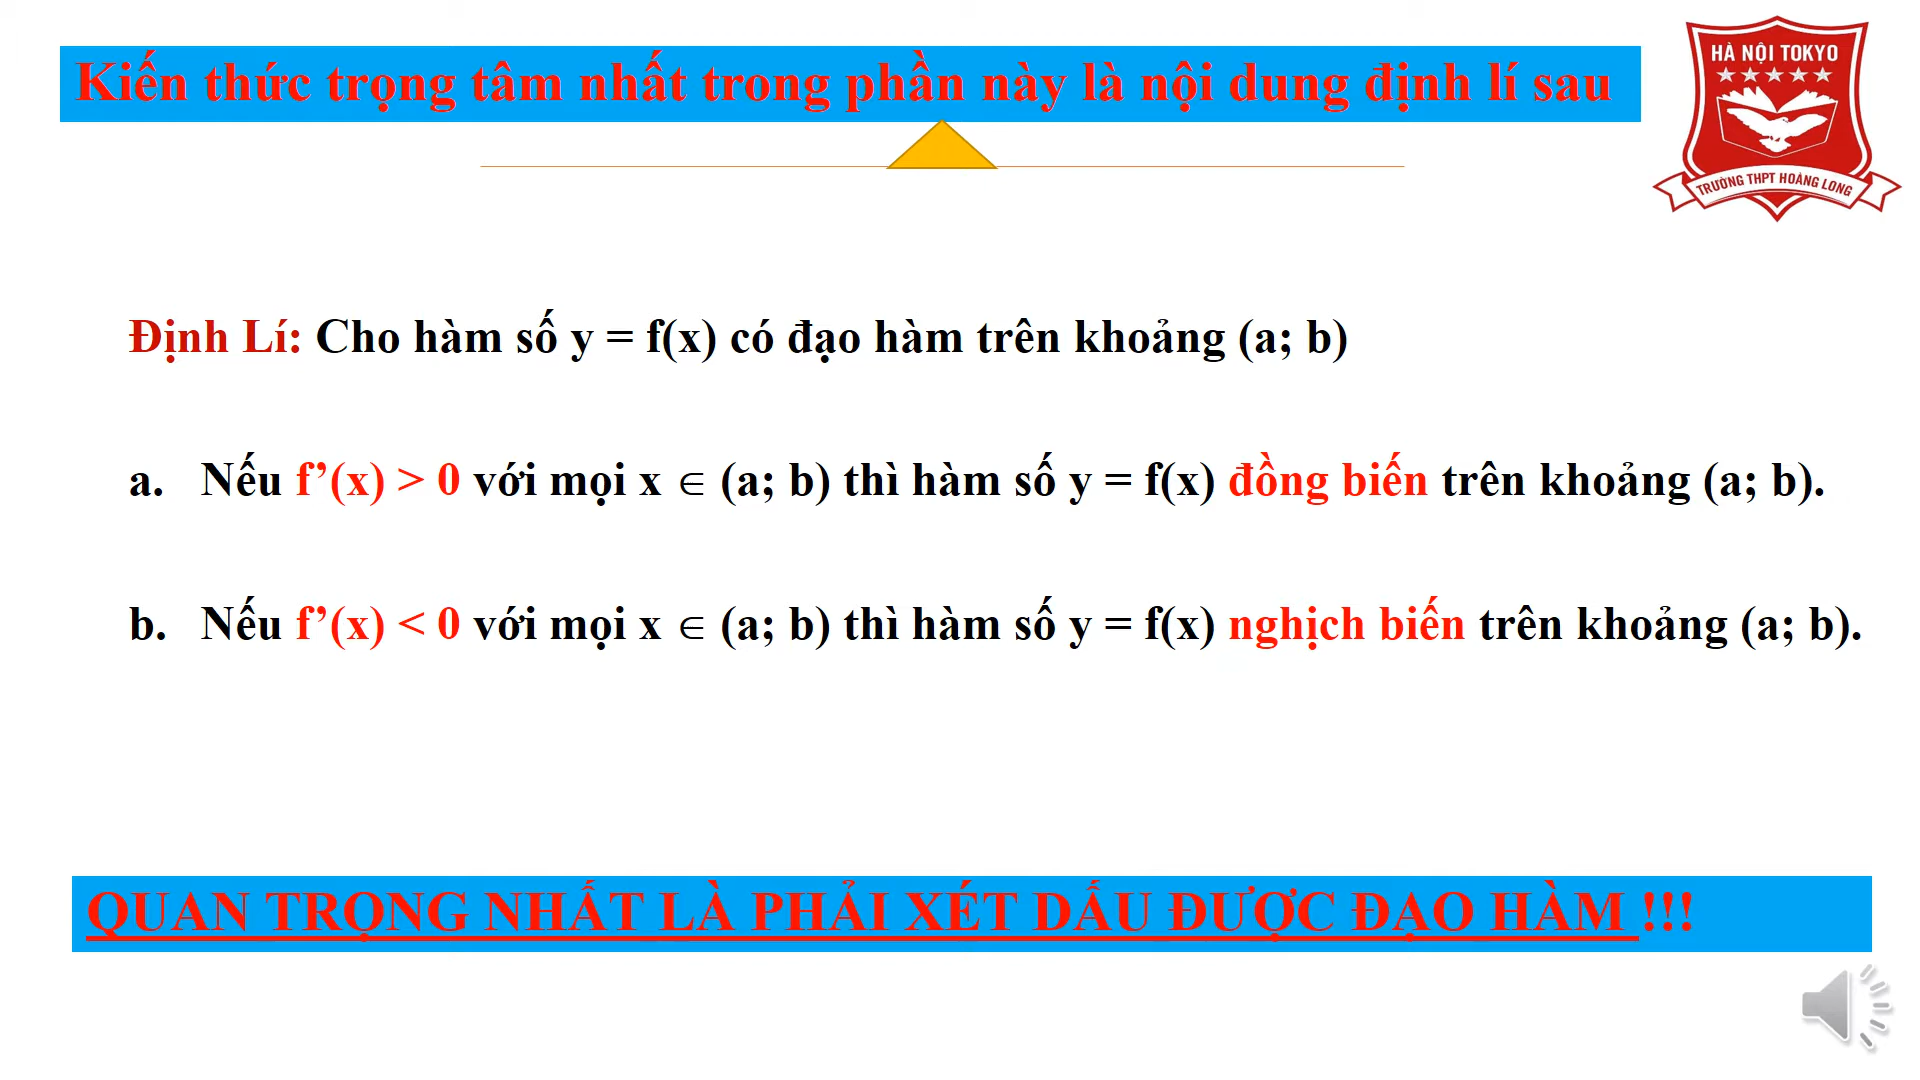 Kiến thức trọng tâm nhất trong phần này là nội dung định lí sau
HÀ NỘI TOKYO
TRƯỜNG THPT HOÀNG LONG
Định Lí: Cho hàm số y = f(x) có đạo hàm trên khoảng (a; b)
a. Nếu f’(x) > 0 với mọi x ∈ (a; b) thì hàm số y = f(x) đồng biến trên khoảng (a; b).
b. Nếu f’(x) < 0 với mọi x ∈ (a; b) thì hàm số y = f(x) nghịch biến trên khoảng (a; b).
QUAN TRỌNG NHẤT LÀ PHẢI XÉT DẤU ĐƯỢC ĐẠO HÀM !!!